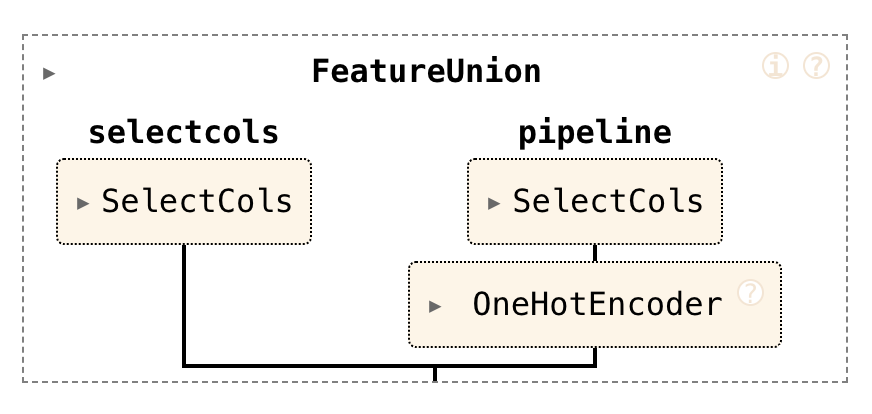 FeatureUnion
i ?
selectcols
pipeline
SelectCols
SelectCols
OneHotEncoder ?